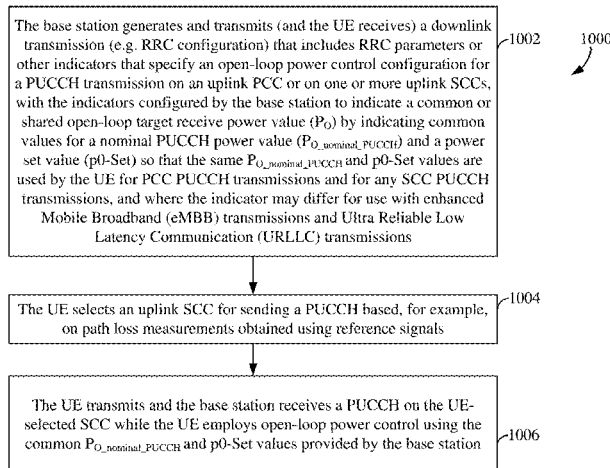 The base station generates and transmits (and the UE receives) a downlink
transmission (e.g. RRC configuration) that includes RRC parameters or
other indicators that specify an open-loop power control configuration for
a PUCCH transmission on an uplink PCC or on one or more uplink SCCs,
with the indicators configured by the base station to indicate a common or
shared open-loop target receive power value (PO) by indicating common
values for a nominal PUCCH power value (PO_nominal_PUCCH) and a power
set value (p0-Set) so that the same PO_nominal_PUCCH and p0-Set values are
used by the UE for PCC PUCCH transmissions and for any SCC PUCCH
transmissions, and where the indicator may differ for use with enhanced
Mobile Broadband (eMBB) transmissions and Ultra Reliable Low
Latency Communication (URLLC) transmissions
1002
1000
The UE selects an uplink SCC for sending a PUCCH based, for example,
on path loss measurements obtained using reference signals
1004
The UE transmits and the base station receives a PUCCH on the UE-
selected SCC while the UE employs open-loop power control using the
common PO_nominal_PUCCH and p0-Set values provided by the base station
1006